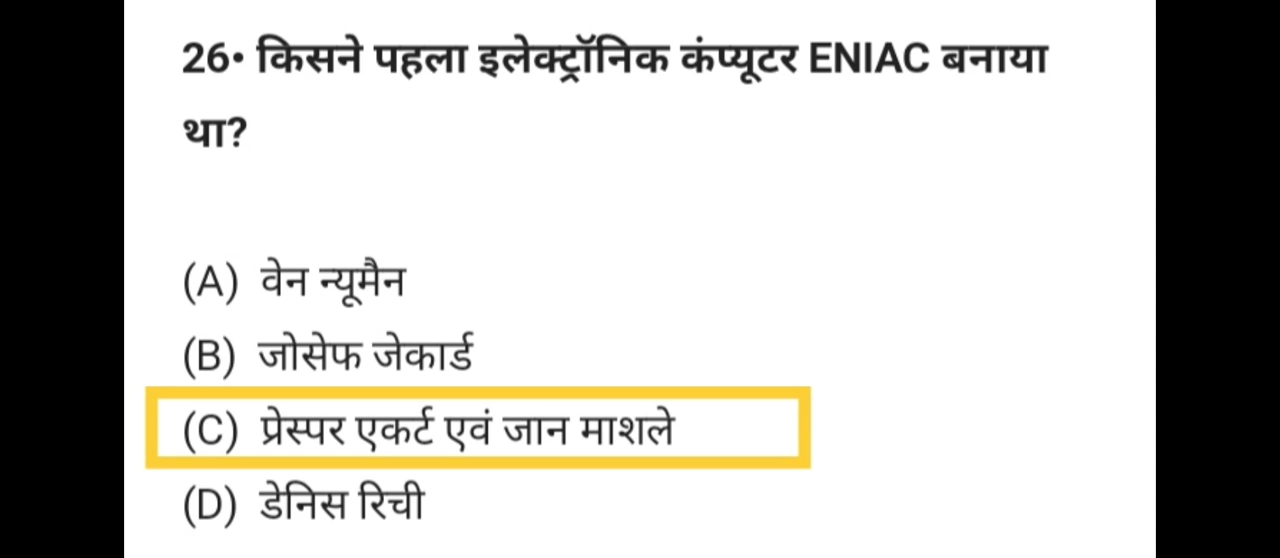 26• किसने पहला इलेक्ट्रॉनिक कंप्यूटर ENIAC बनाया
था?
(A) वेन न्यूमैन
(B) जोसेफ जेकार्ड
(C) प्रेस्पर एकर्ट एवं जान माशले
(D) डेनिस रिची